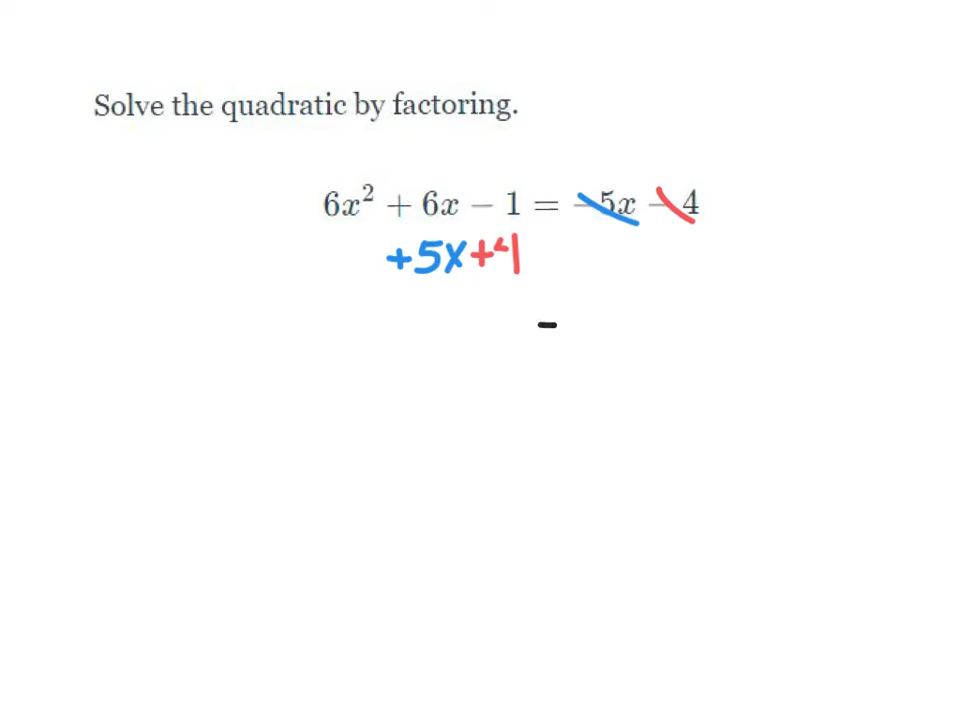 Solve the quadratic by factoring.
6x² + 6x − 1 = −5x − 4
+5x+4
-